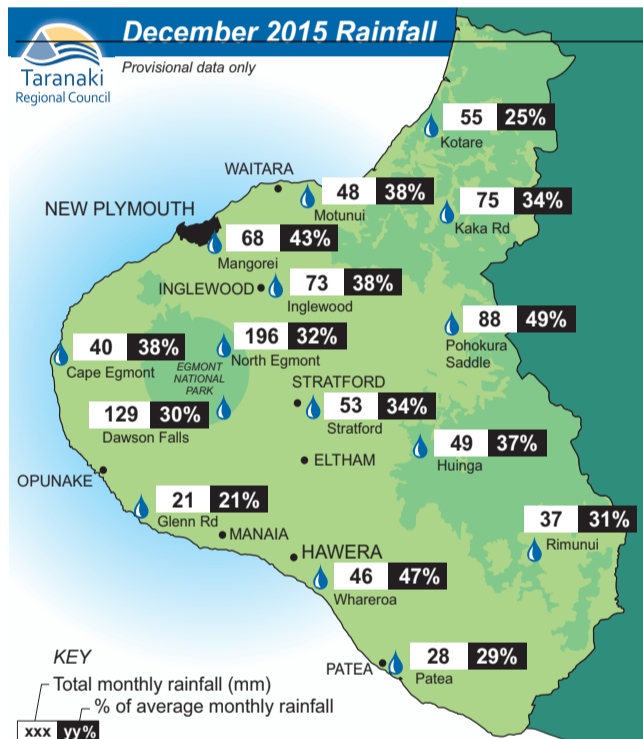 December 2015 Rainfall
Provisional data only
Taranaki
Regional Council
55 25%
Kotare
WAITARA
48 38%
Motunui
75 34%
Kaka Rd
NEW PLYMOUTH
68 43%
Mangorei
INGLEWOOD
73 38%
Inglewood
88 49%
Pohokura
Saddle
40 38%
Cape Egmont
196 32%
North Egmont
EGMONT
NATIONAL
PARK
STRATFORD
129 30%
Dawson Falls
53 34%
Stratford
49 37%
Huinga
ELTHAM
OPUNAKE
21 21%
Glenn Rd
MANAIA
37 31%
Rimunui
HAWERA
46 47%
Whareroa
PATEA
28 29%
Patea
KEY
Total monthly rainfall (mm)
% of average monthly rainfall
xxx yy%